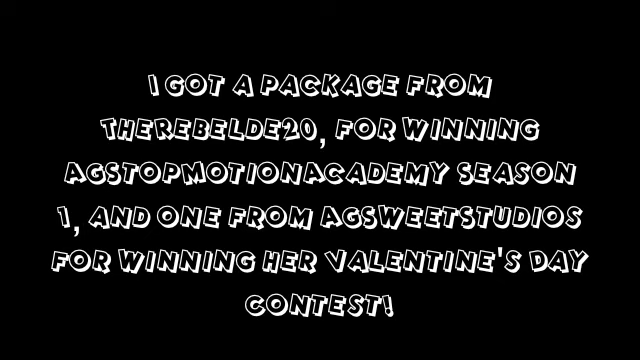 I GOT A PACKAGE FROM
THEREBELDE20, FOR WINNING
AGSTOPMOTIONACADEMY SEASON
1, AND ONE FROM AGSWEETSTUDIOS
FOR WINNING HER VALENTINE'S DAY
CONTEST!